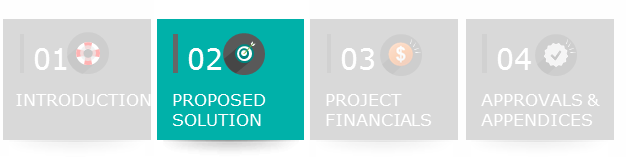 01
INTRODUCTION
02
PROPOSED
SOLUTION
03
$
PROJECT
FINANCIALS
04
APPROVALS &
APPENDICES